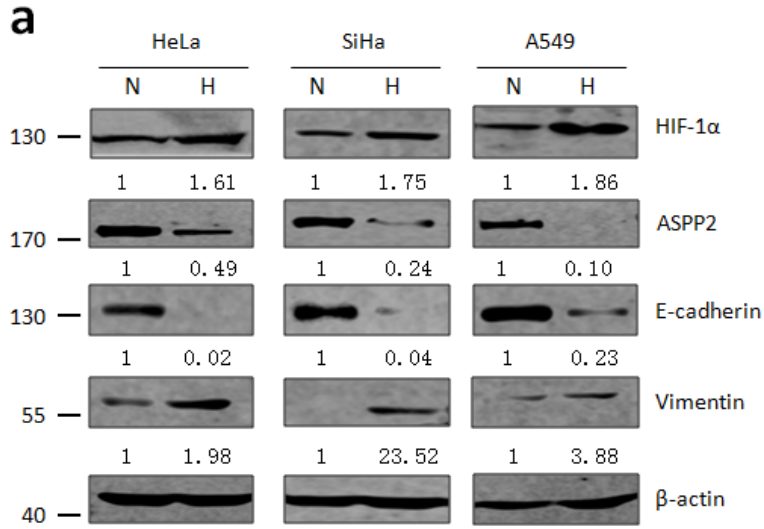 a
HeLa SiHa A549
N H N H N H
130 HIF-1α
1 1.61 1 1.75 1 1.86
170 ASPP2
1 0.49 1 0.24 1 0.10
130 E-cadherin
1 0.02 1 0.04 1 0.23
55 Vimentin
1 1.98 1 23.52 1 3.88
40 β-actin